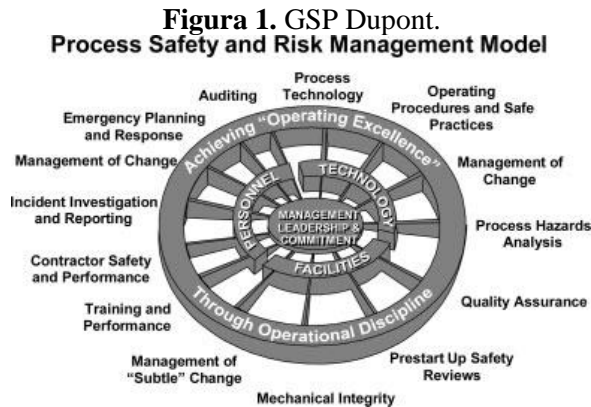 Figura 1. GSP Dupont.
Process Safety and Risk Management Model
Process
Technology
Operating
Procedures and Safe
Practices
Management of
Change
Process Hazards
Analysis
Quality Assurance
Prestart Up Safety
Reviews
Mechanical Integrity
Management of
“Subtle” Change
Training and
Performance
Contractor Safety
and Performance
Incident Investigation
and Reporting
Management of Change
Emergency Planning
and Response
Auditing
Achieving “Operating Excellence”
Through Operational Discipline
PERSONNEL
TECHNOLOGY
FACILITIES
MANAGEMENT
LEADERSHIP &
COMMITMENT